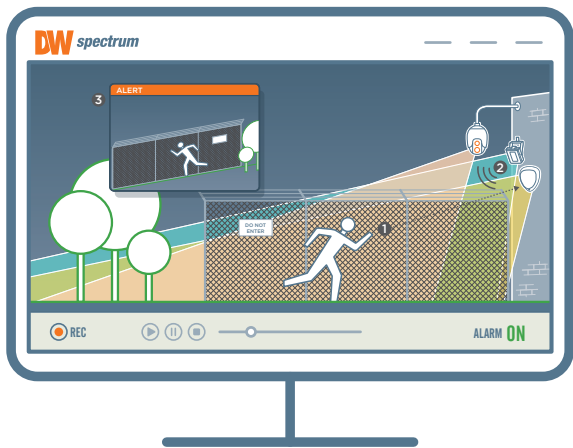 DW spectrum
3
ALERT
2
DO NOT
ENTER
1
REC
ALARM ON